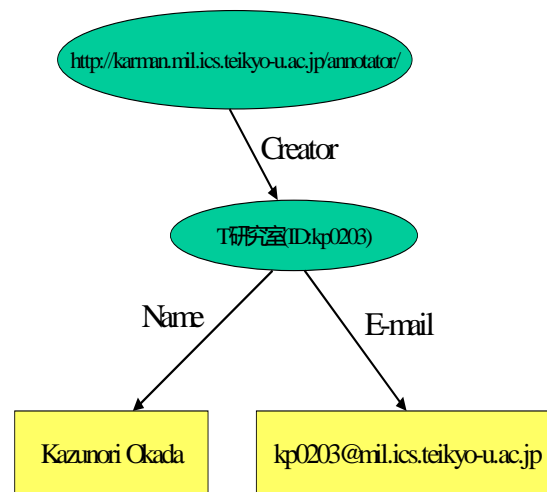 http://karman.mil.ics.teikyo-u.ac.jp/annotator/
Creator
T研究室(ID:kp0203)
Name
E-mail
Kazunori Okada
kp0203@mil.ics.teikyo-u.ac.jp